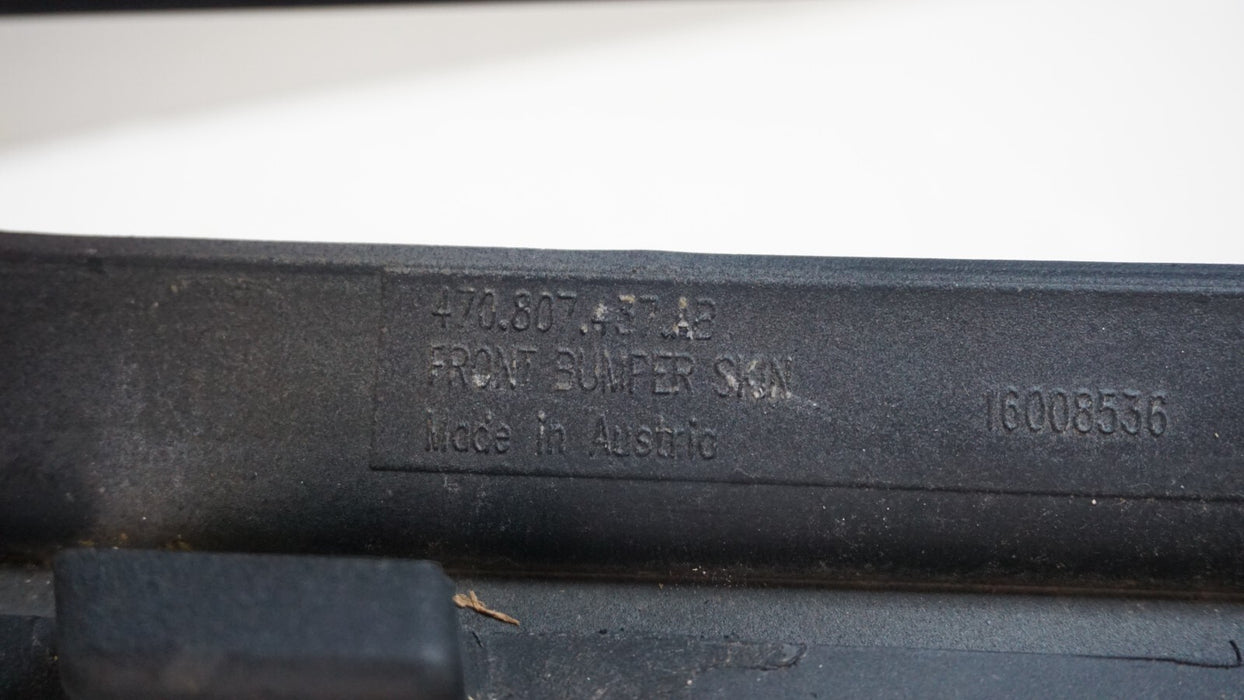 470.807.437.AB
FRONT BUMPER SKIN
Made in Austria
16008536